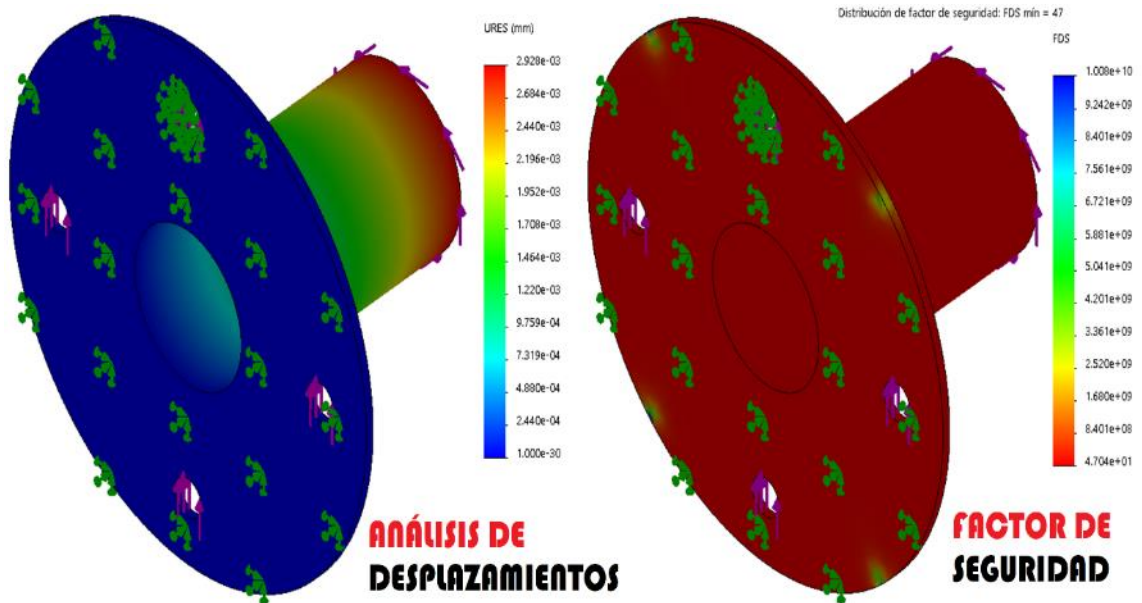 URES (mm)
2.928e-03
2.684e-03
2.440e-03
2.196e-03
1.952e-03
1.708e-03
1.464e-03
1.220e-03
9.759e-04
7.319e-04
4.880e-04
2.440e-04
1.000e-30
ANÁLISIS DE
DESPLAZAMIENTOS
Distribución de factor de seguridad: FDS mín = 47
FDS
1.008e+10
9.242e+09
8.401e+09
7.561e+09
6.721e+09
5.881e+09
5.041e+09
4.201e+09
3.361e+09
2.520e+09
1.680e+09
8.401e+08
4.704e+01
FACTOR DE
SEGURIDAD